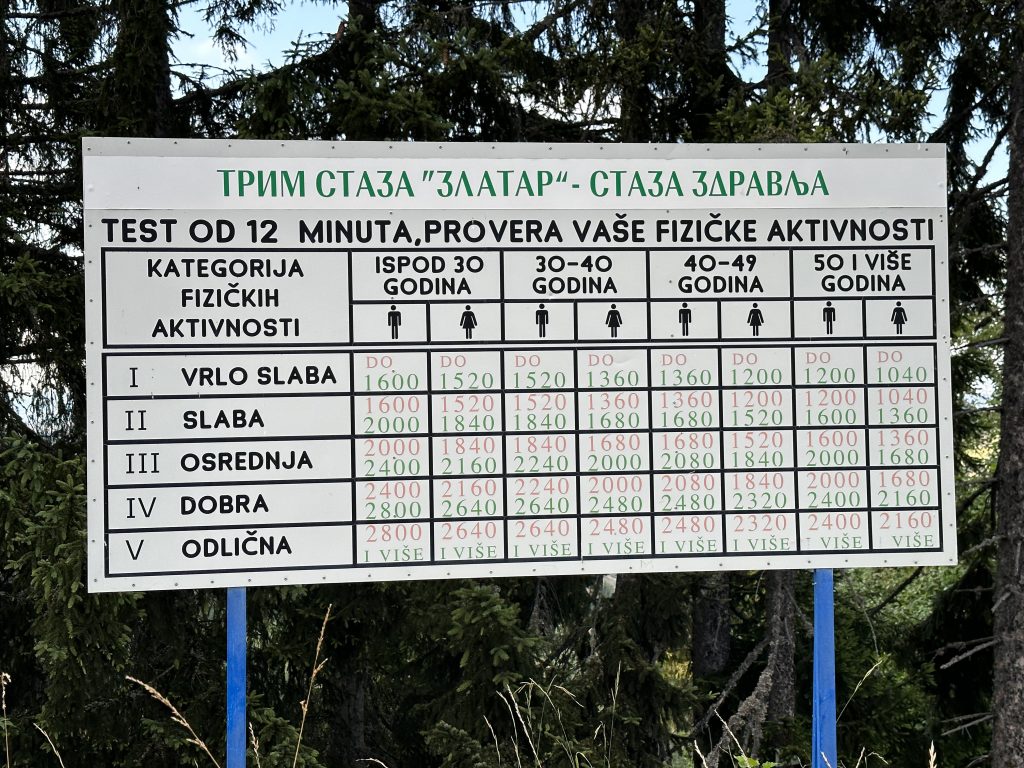 ТРИМ СТАЗА "ЗЛАТАР“- СТАЗА ЗДРАВЉА
TEST OD 12 MINUTA,PROVERA VAŠE FIZIČKE AKTIVNOSTI
KATEGORIJA
FIZIČKIH
AKTIVNOSTI
ISPOD 30
GODINA
30-40
GODINA
40-49
GODINA
50 I VIŠE
GODINA
I VRLO SLABA
DO DO DO DO DO DO DO DO
1600 1520 1520 1360 1360 1200 1200 1040
II SLABA
1600 1520 1520 1360 1360 1200 1200 1040
2000 1840 1840 1680 1680 1520 1600 1360
III OSREDNJA
2000 1840 1840 1680 1680 1520 1600 1360
2400 2160 2240 2000 2080 1840 2000 1680
IV DOBRA
2400 2160 2240 2000 2080 1840 2000 1680
2800 2640 2640 2480 2480 2320 2400 2160
V ODLIČNA
2800 2640 2640 2480 2480 2320 2400 2160
I VIŠE I VIŠE I VIŠE I VIŠE I VIŠE I VIŠE VIŠE VIŠE